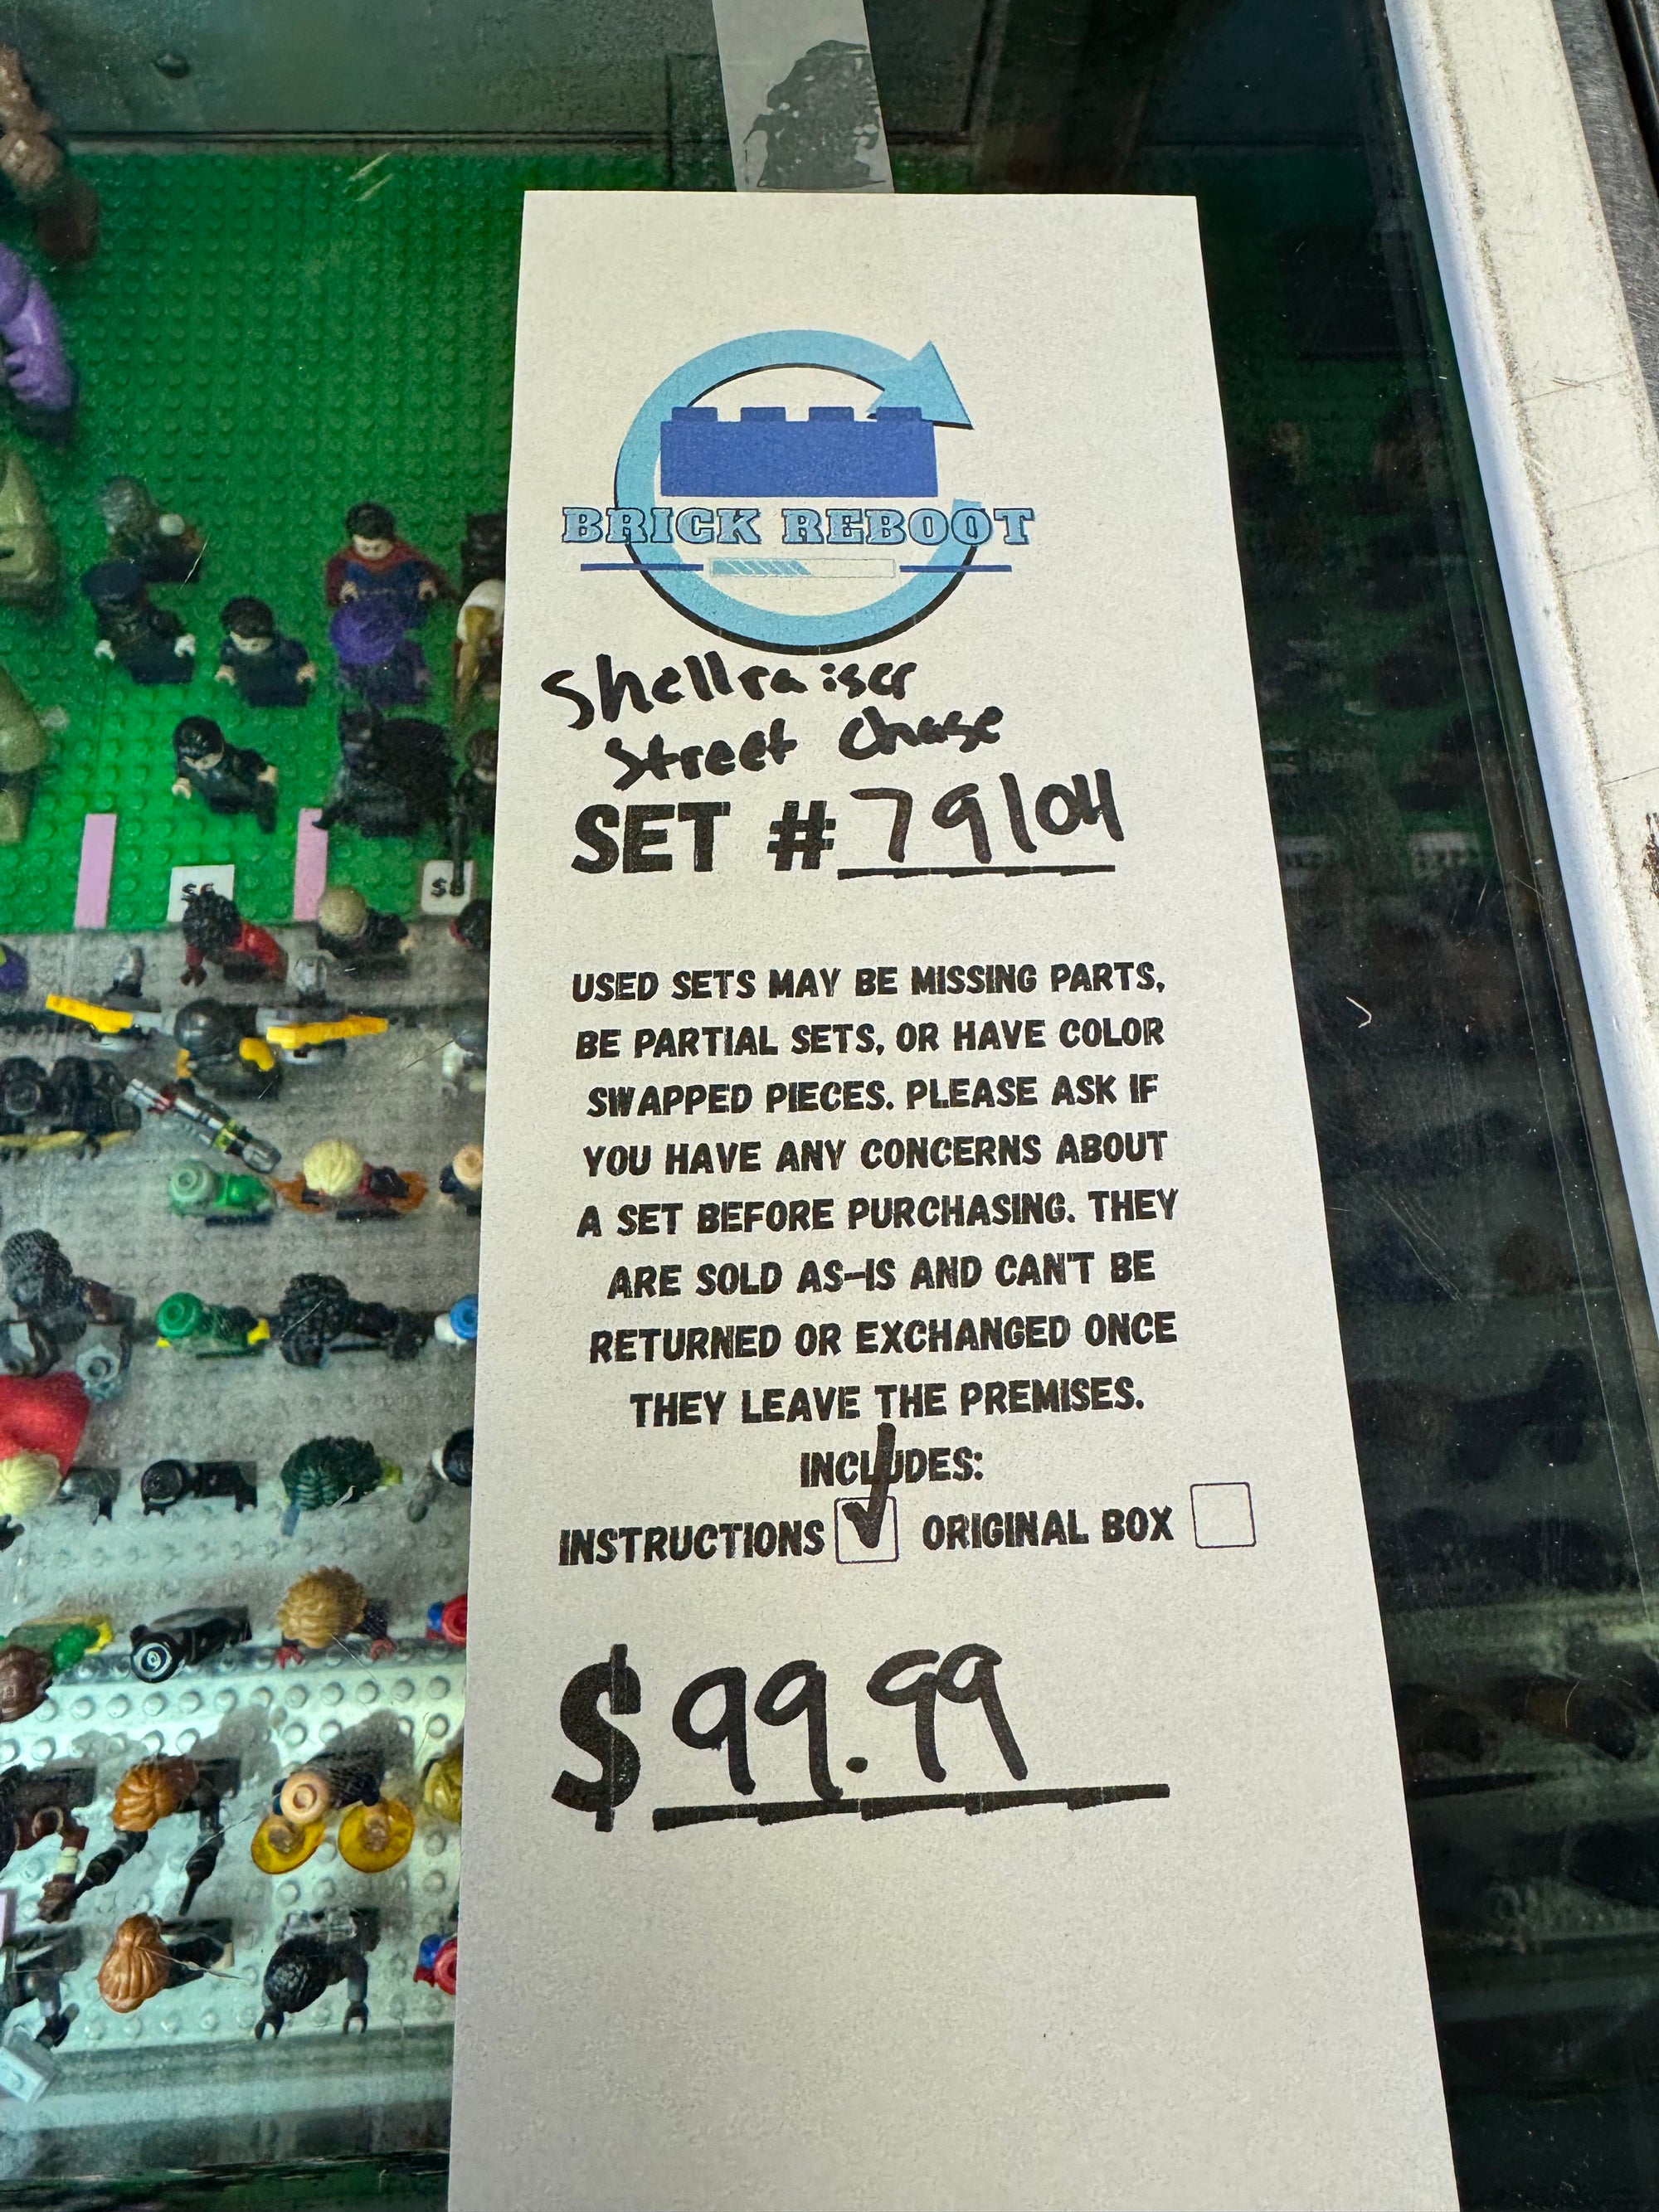 BRICK REBOOT
Shellraiser
Street Chase
SET # 79104
USED SETS MAY BE MISSING PARTS,
BE PARTIAL SETS, OR HAVE COLOR
SWAPPED PIECES. PLEASE ASK IF
YOU HAVE ANY CONCERNS ABOUT
A SET BEFORE PURCHASING. THEY
ARE SOLD AS-IS AND CAN'T BE
RETURNED OR EXCHANGED ONCE
THEY LEAVE THE PREMISES.
INCLUDES:
INSTRUCTIONS ORIGINAL BOX
$99.99